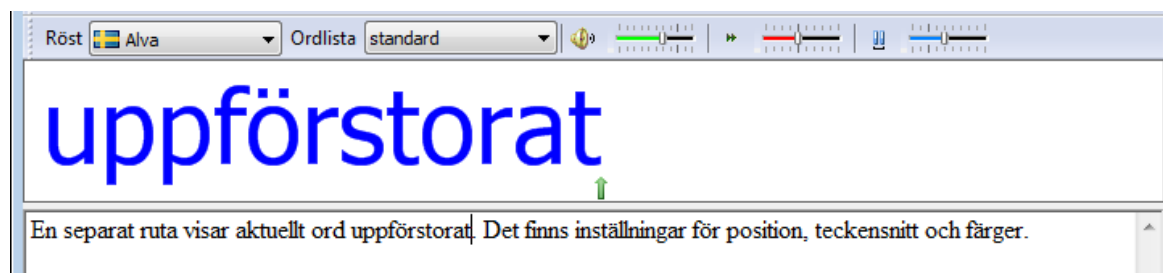 Röst Alva Ordlista standard
uppförstorat
En separat ruta visar aktuellt ord uppförstorat. Det finns inställningar för position, teckensnitt och färger.